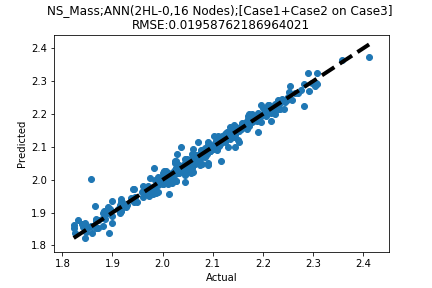 NS_Mass;ANN(2HL-0,16 Nodes);[Case1+Case2 on Case3]
RMSE:0.01958762186964021
2.4
2.3
2.2
2.1
2.0
1.9
1.8
Predicted
1.8 1.9 2.0 2.1 2.2 2.3 2.4
Actual